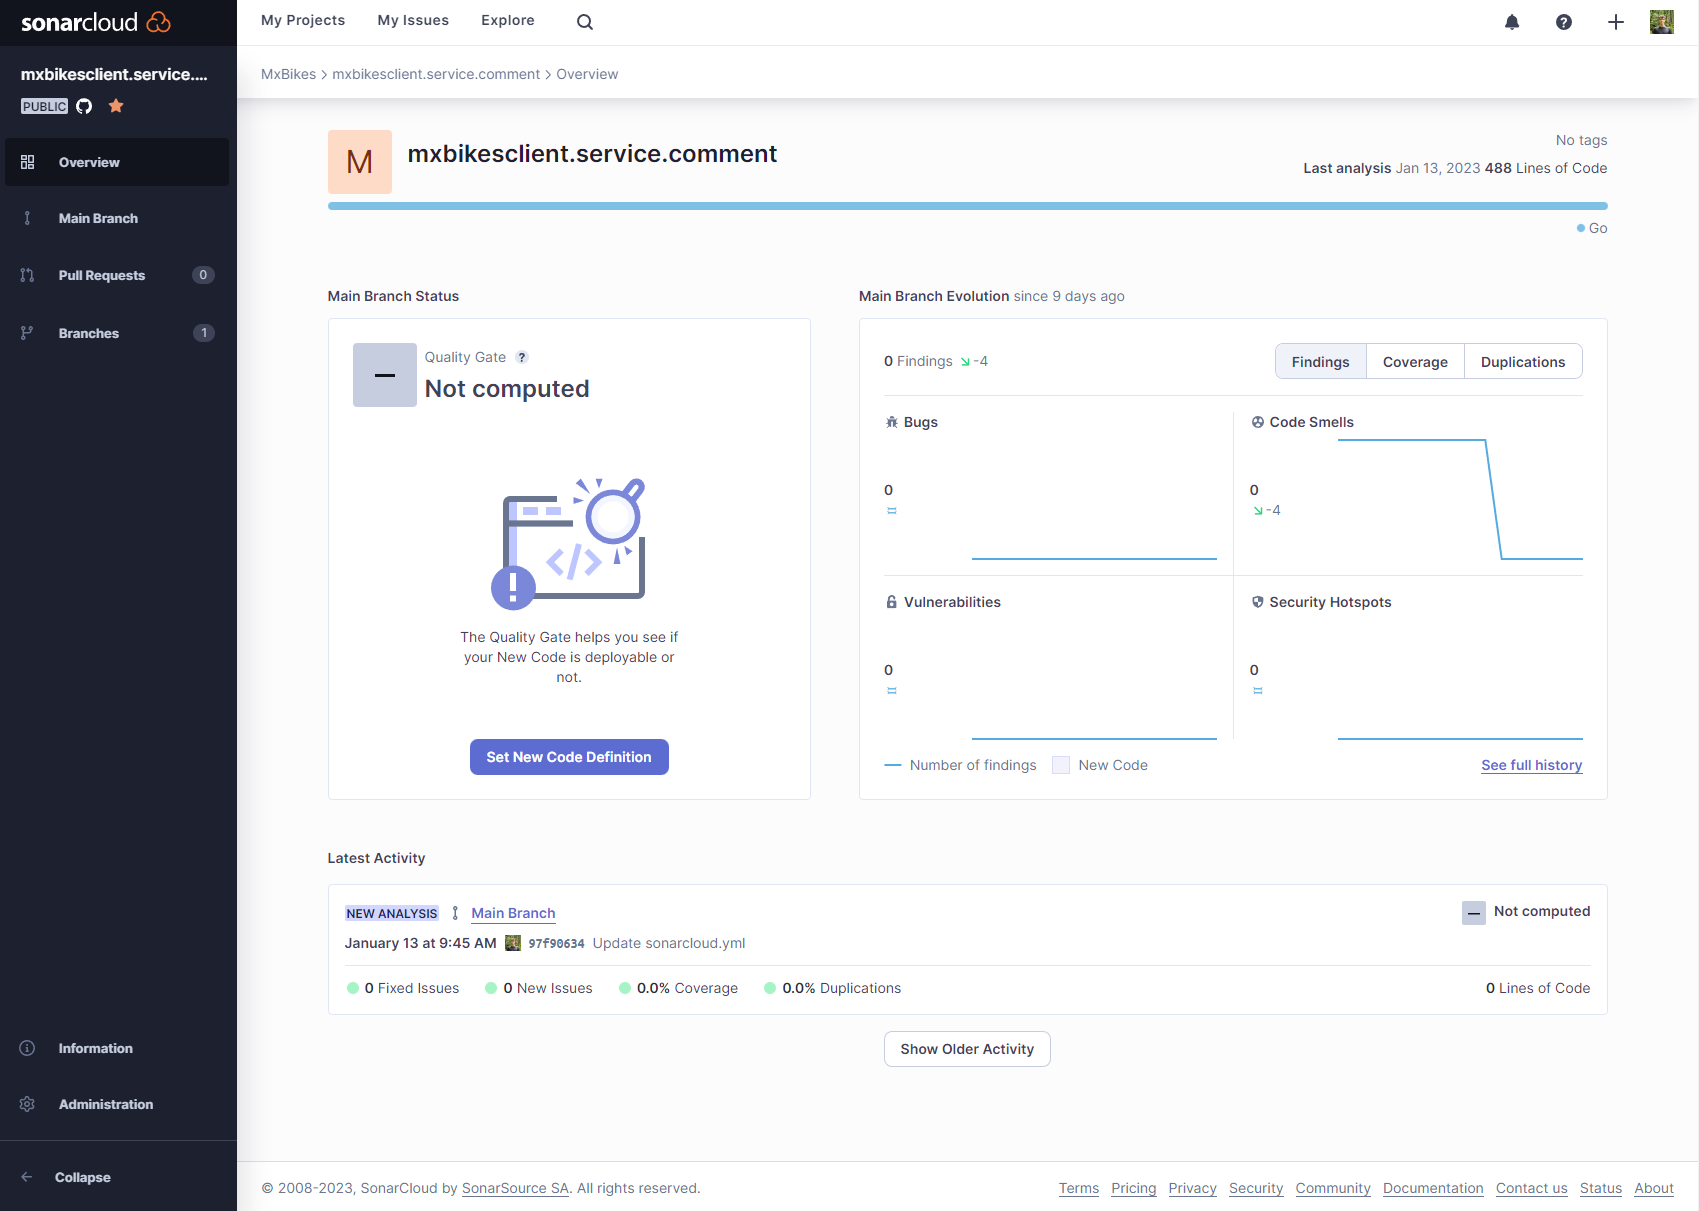 sonarcloud
My Projects My Issues Explore
mxbikesclient.service....
PUBLIC
Overview
Main Branch
Pull Requests 0
Branches 1
Information
Administration
Collapse
MxBikes > mxbikesclient.service.comment > Overview
M mxbikesclient.service.comment
No tags
Last analysis Jan 13, 2023 488 Lines of Code
Go
Main Branch Status
Quality Gate ?
Not computed
The Quality Gate helps you see if
your New Code is deployable or
not.
Set New Code Definition
Main Branch Evolution since 9 days ago
0 Findings -4
Findings Coverage Duplications
Bugs
0
Code Smells
0
-4
Vulnerabilities
0
Security Hotspots
0
Number of findings New Code See full history
Latest Activity
NEW ANALYSIS Main Branch Not computed
January 13 at 9:45 AM 97f90634 Update sonarcloud.yml
0 Fixed Issues 0 New Issues 0.0% Coverage 0.0% Duplications 0 Lines of Code
Show Older Activity
© 2008-2023, SonarCloud by SonarSource SA. All rights reserved.
Terms Pricing Privacy Security Community Documentation Contact us Status About